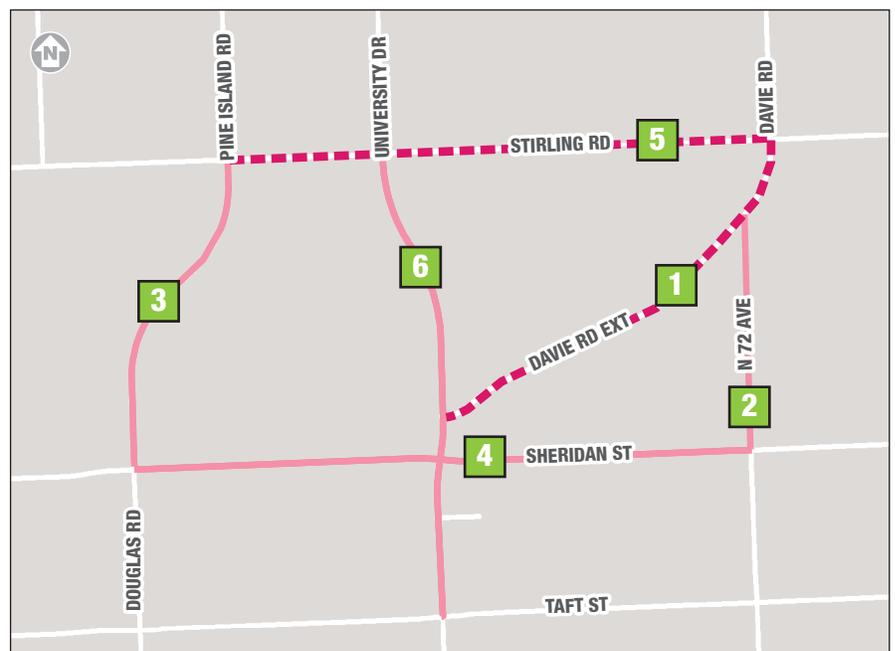 N
PINE ISLAND RD
UNIVERSITY DR
DAVIE RD
STIRLING RD
5
6
3
1
DAVIE RD EXT
N 72 AVE
2
4
SHERIDAN ST
DOUGLAS RD
TAFT ST